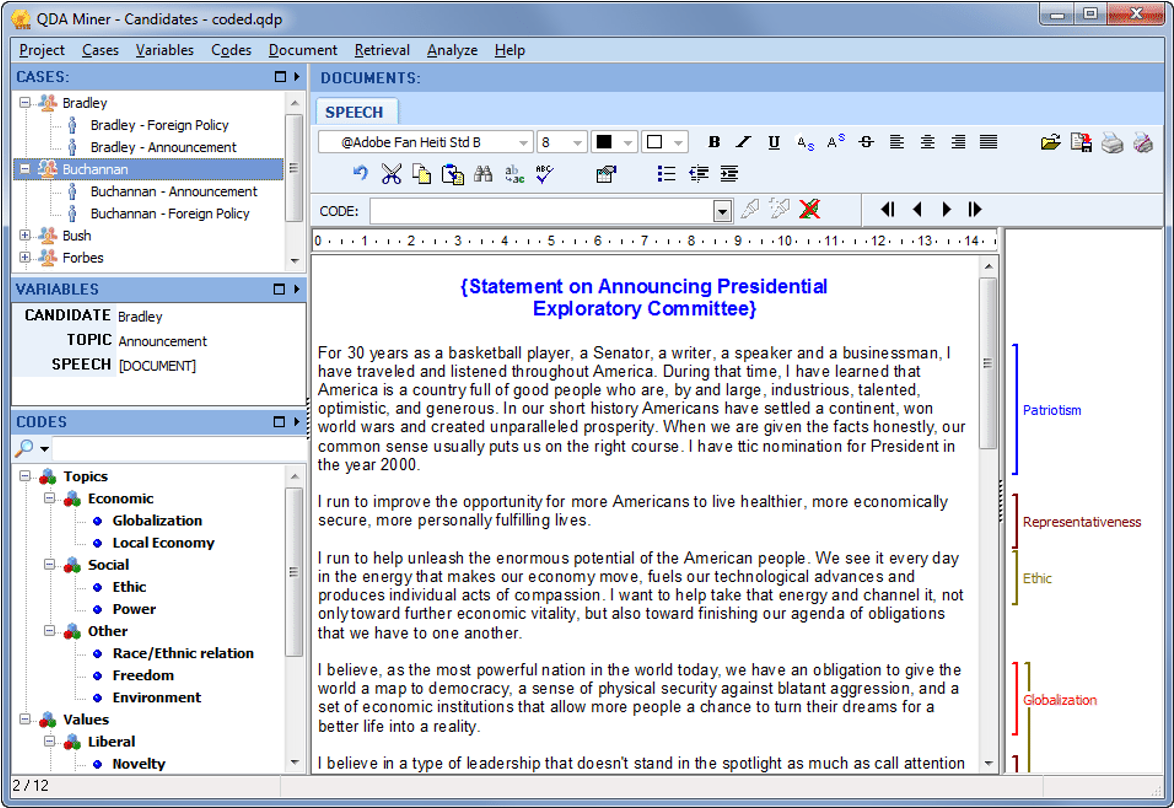 QDA Miner - Candidates - coded.qdp
Project Cases Variables Codes Document Retrieval Analyze Help
CASES:
Bradley
Bradley - Foreign Policy
Bradley - Announcement
Buchannan
Buchannan - Announcement
Buchannan - Foreign Policy
Bush
Forbes
VARIABLES
CANDIDATE Bradley
TOPIC Announcement
SPEECH [DOCUMENT]
CODES
Topics
Economic
Globalization
Local Economy
Social
Ethic
Power
Other
Race/Ethnic relation
Freedom
Environment
Values
Liberal
Novelty
2 / 12
DOCUMENTS:
SPEECH
@Adobe Fan Heiti Std B 8 B I U As AS S
ab ac ABC
CODE:
0 1 2 3 4 5 6 7 8 9 10 11 12 13 14
{Statement on Announcing Presidential
Exploratory Committee}
For 30 years as a basketball player, a Senator, a writer, a speaker and a businessman, I
have traveled and listened throughout America. During that time, I have learned that
America is a country full of good people who are, by and large, industrious, talented,
optimistic, and generous. In our short history Americans have settled a continent, won
world wars and created unparalleled prosperity. When we are given the facts honestly, our
common sense usually puts us on the right course. I have ttic nomination for President in
the year 2000.
I run to improve the opportunity for more Americans to live healthier, more economically
secure, more personally fulfilling lives.
I run to help unleash the enormous potential of the American people. We see it every day
in the energy that makes our economy move, fuels our technological advances and
produces individual acts of compassion. I want to help take that energy and channel it, not
only toward further economic vitality, but also toward finishing our agenda of obligations
that we have to one another.
I believe, as the most powerful nation in the world today, we have an obligation to give the
world a map to democracy, a sense of physical security against blatant aggression, and a
set of economic institutions that allow more people a chance to turn their dreams for a
better life into a reality.
I believe in a type of leadership that doesn't stand in the spotlight as much as call attention
Patriotism
Representativeness
Ethic
Globalization